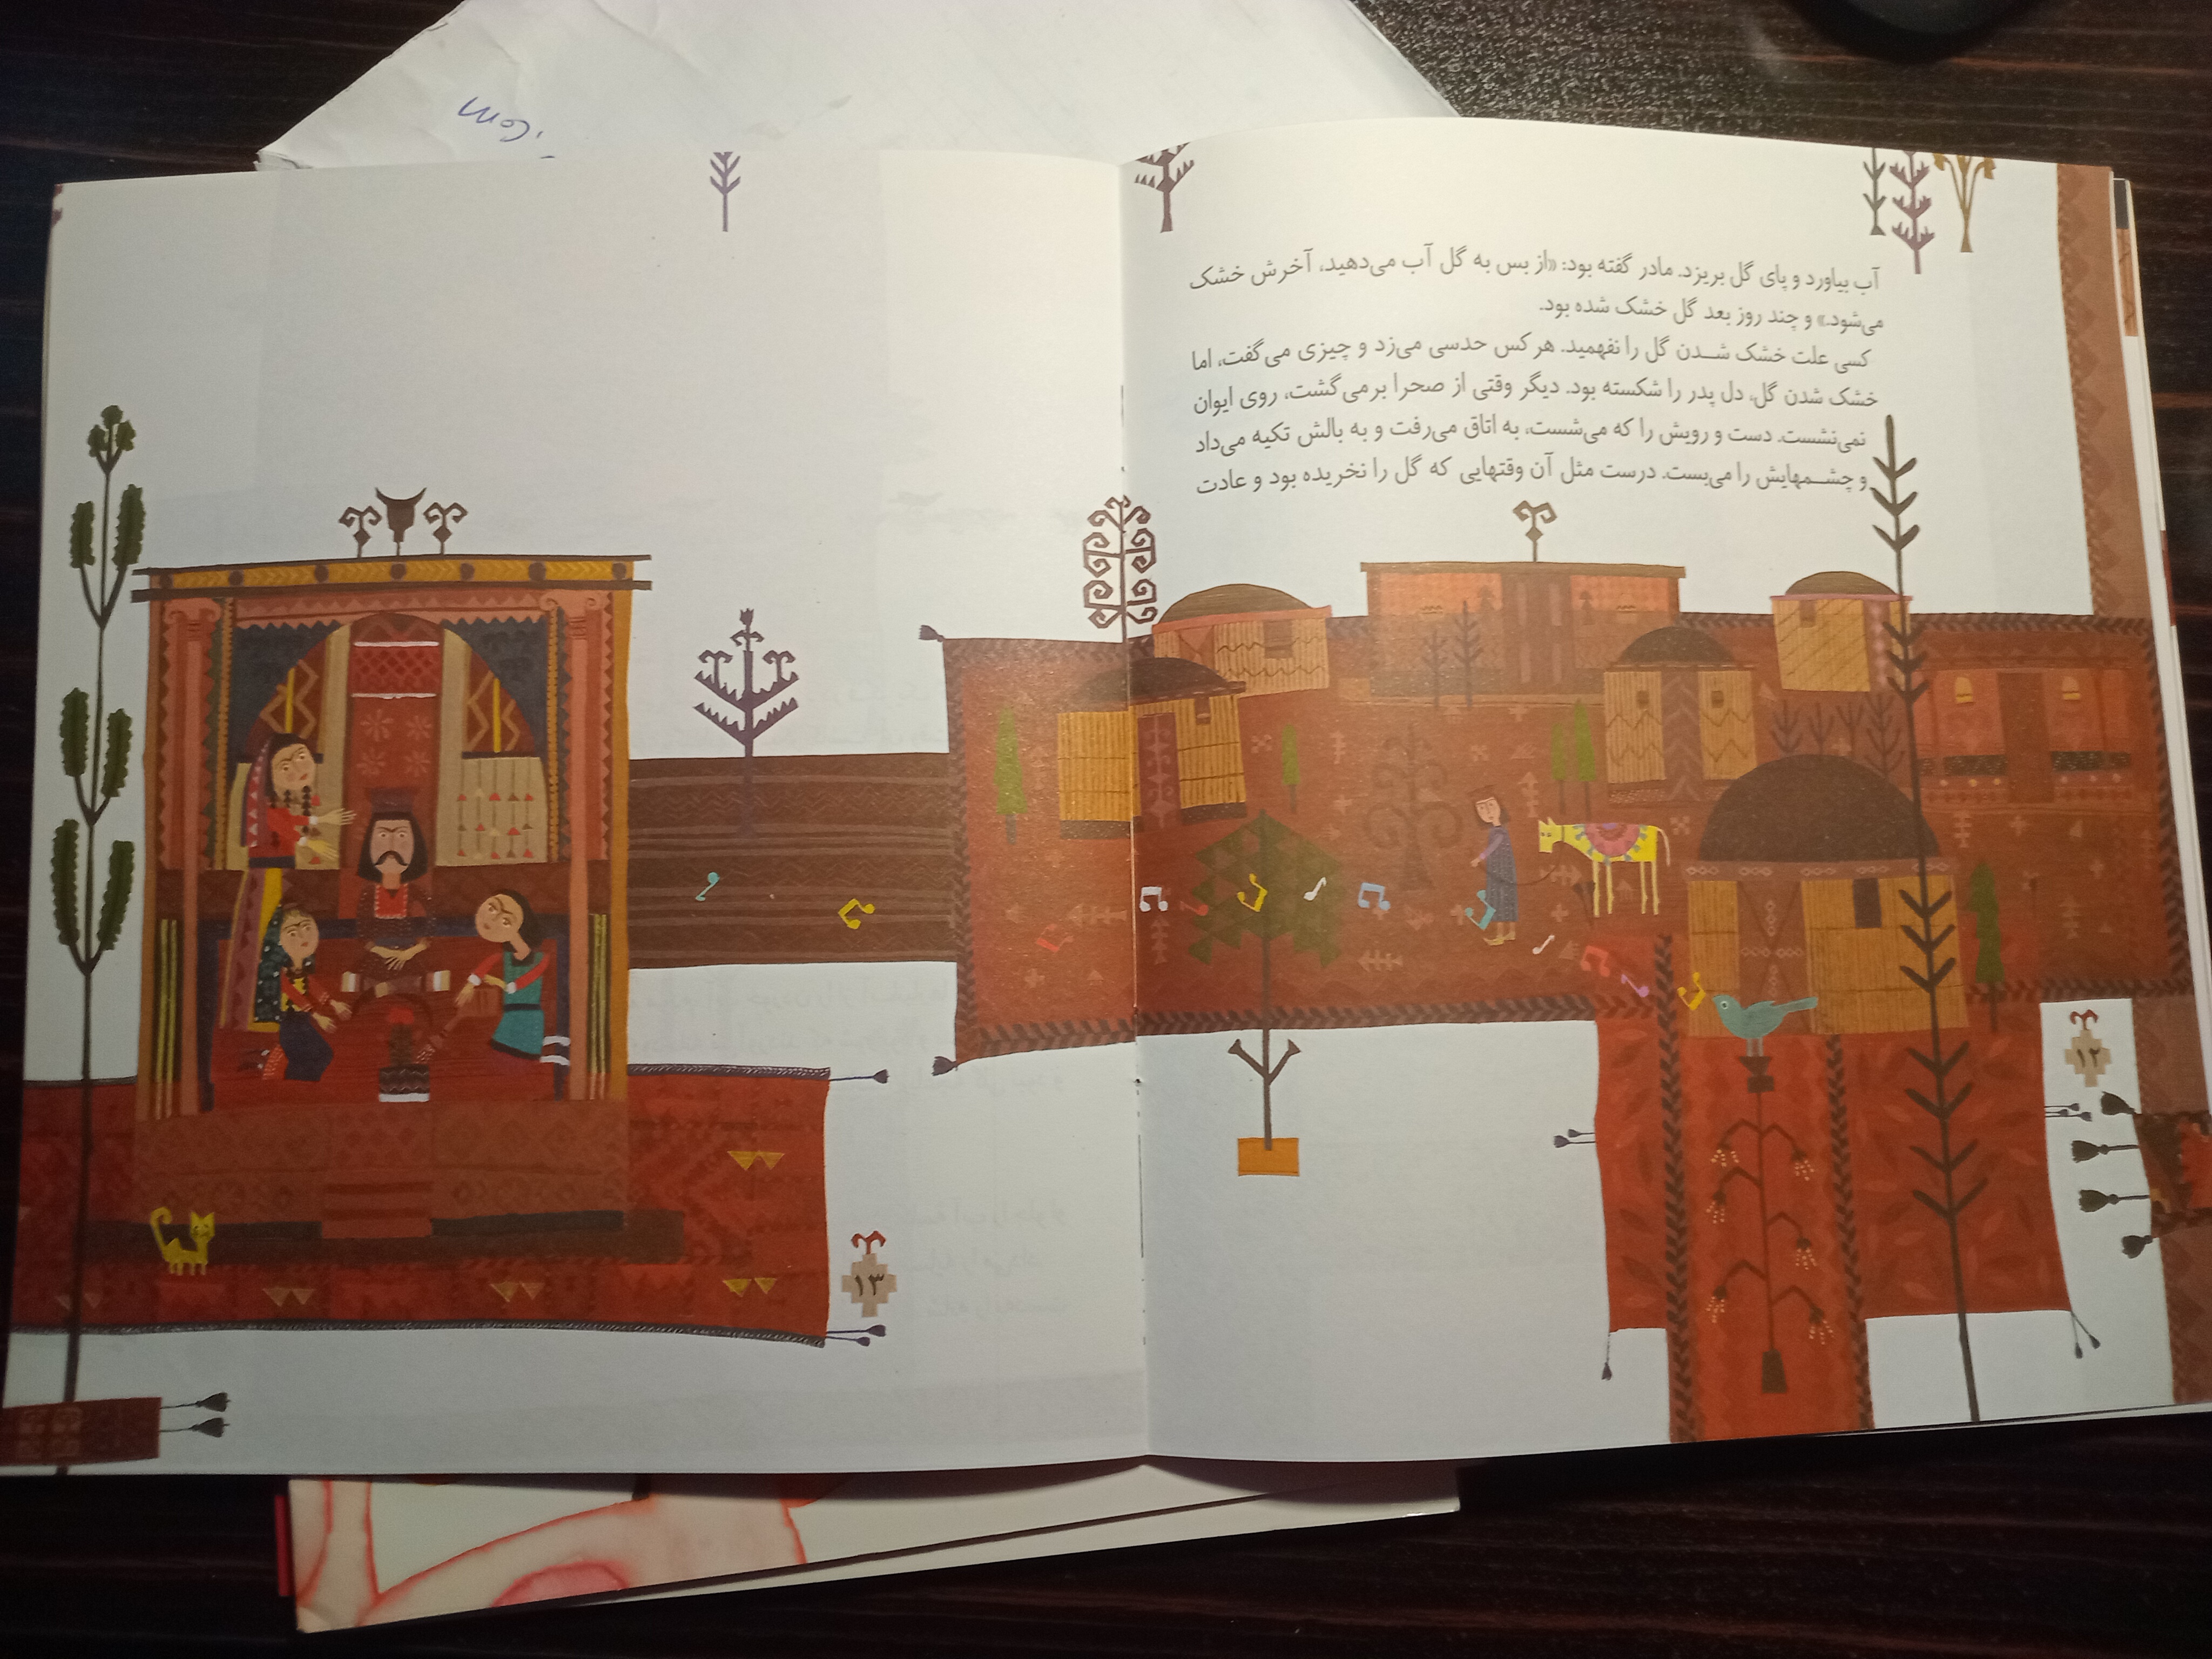 .com
آب بیاورد و پای گل بریزد. مادر گفته بود: «از بس به گل آب می‌دهید، آخرش خشک
می‌شود.» و چند روز بعد گل خشک شده بود.
کسی علت خشک شدن گل را نفهمید. هر کس حدسی می‌زد و چیزی می‌گفت، اما
خشک شدن گل، دل پدر را شکسته بود. دیگر وقتی از صحرا برمی‌گشت، روی ایوان
نمی‌نشست. دست و رویش را که می‌شست، به اتاق می‌رفت و به بالش تکیه می‌داد
و چشمهایش را می‌بست. درست مثل آن وقتهایی که گل را نخریده بود و عادت
۱۲
۱۳